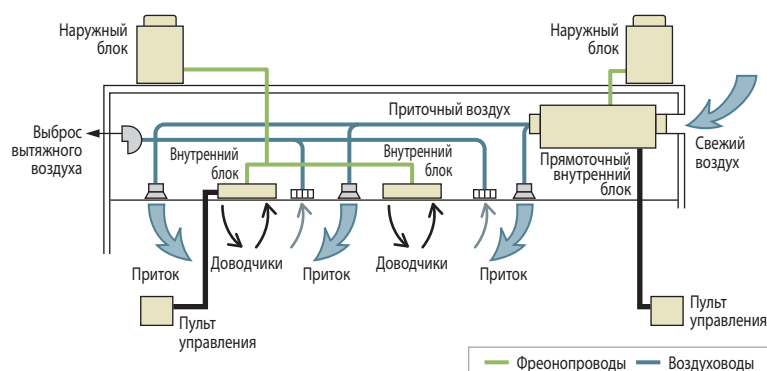 Наружный
блок
Наружный
блок
Приточный воздух
Выброс
вытяжного
воздуха
Внутренний
блок
Внутренний
блок
Прямоточный
внутренний
блок
Свежий
воздух
Приток
Доводчики
Приток
Доводчики
Приток
Пульт
управления
Пульт
управления
Фреонопроводы
Воздуховоды